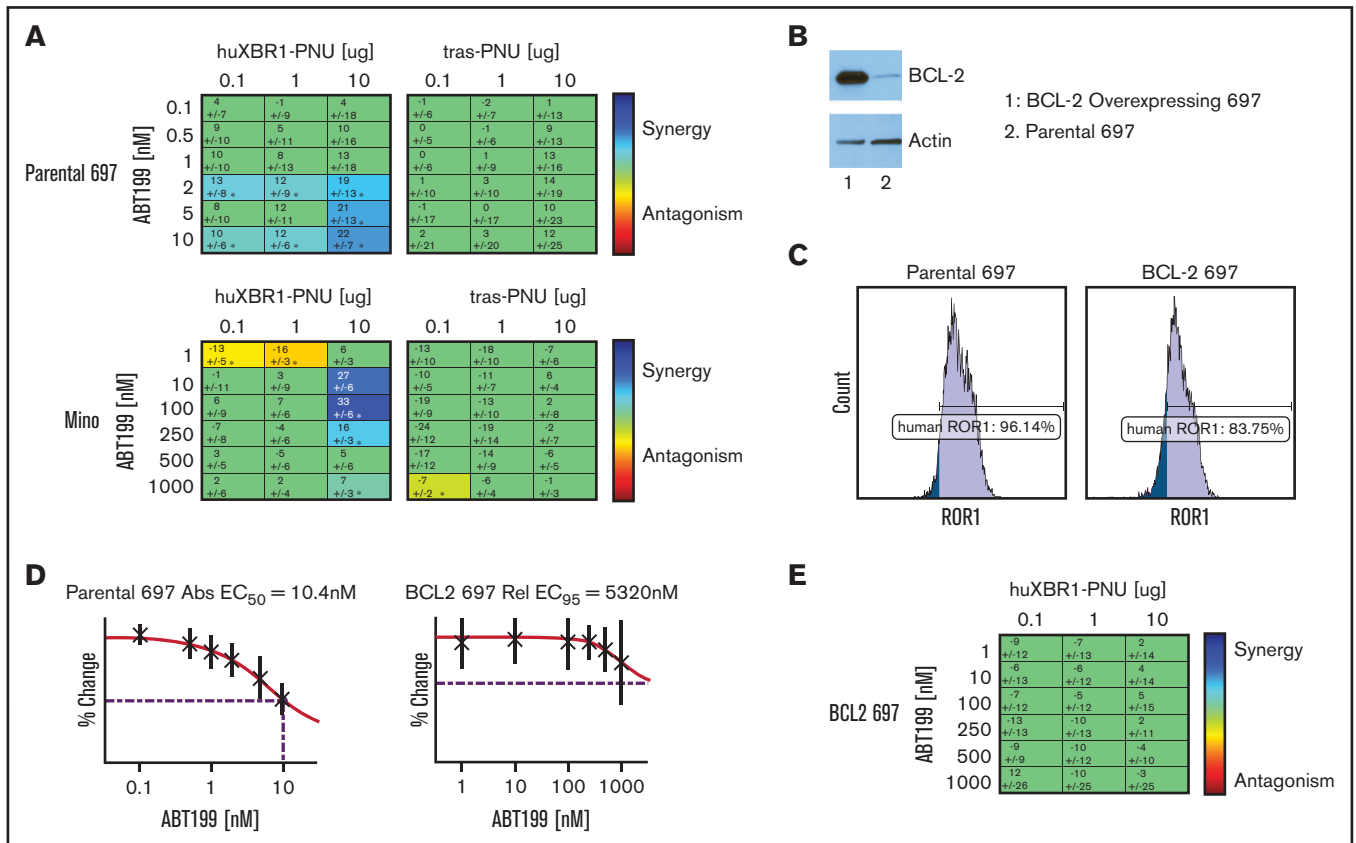 A
huXBR1-PNU [ug]
tras-PNU [ug]
0.1 1 10
0.1 1 10
Parental 697
ABT199 [nM]
0.1
4 -1 4 -1 -2 1
+/-7 +/-9 +/-18 +/-6 +/-7 +/-13
0.5
9 5 10 0 -1 9
+/-10 +/-11 +/-16 +/-5 +/-6 +/-13
1
10 8 13 0 1 13
+/-10 +/-13 +/-18 +/-6 +/-9 +/-16
2
13 12 19 1 3 14
+/-8 * +/-9 * +/-13 * +/-10 +/-10 +/-19
5
8 12 21 -1 0 10
+/-10 +/-11 +/-13 * +/-17 +/-17 +/-23
10
10 12 22 2 3 12
+/-6 * +/-6 * +/-7 * +/-21 +/-20 +/-25
Synergy
Antagonism
huXBR1-PNU [ug]
tras-PNU [ug]
0.1 1 10
0.1 1 10
Mino
ABT199 [nM]
1
-13 -16 6 -13 -18 -7
+/-5 * +/-3 * +/-3 +/-10 +/-10 +/-6
10
-1 3 27 -10 -11 6
+/-11 +/-9 +/-6 +/-5 +/-7 +/-4
100
6 7 33 -19 -13 2
+/-9 +/-6 +/-6 * +/-9 +/-10 +/-8
250
-7 -4 16 -24 -19 -2
+/-8 +/-6 +/-3 * +/-12 +/-14 +/-7
500
3 -5 5 -17 -14 -6
+/-5 +/-6 +/-6 +/-12 +/-9 +/-5
1000
2 2 7 -7 -6 -1
+/-6 +/-4 +/-3 * +/-2 * +/-4 +/-3
Synergy
Antagonism
B
BCL-2
Actin
1 2
1: BCL-2 Overexpressing 697
2. Parental 697
C
Parental 697
BCL-2 697
Count
human ROR1: 96.14%
human ROR1: 83.75%
ROR1
ROR1
D
Parental 697 Abs EC50 = 10.4nM
BCL2 697 Rel EC95 = 5320nM
% Change
% Change
0.1 1 10
1 10 100 1000
ABT199 [nM]
ABT199 [nM]
E
huXBR1-PNU [ug]
0.1 1 10
BCL2 697
ABT199 [nM]
1
-9 -7 2
+/-12 +/-13 +/-14
10
-6 -6 4
+/-13 +/-12 +/-14
100
-7 -5 5
+/-12 +/-12 +/-15
250
-13 -10 2
+/-13 +/-13 +/-11
500
-9 -10 -4
+/-9 +/-12 +/-10
1000
12 -10 -3
+/-26 +/-25 +/-25
Synergy
Antagonism